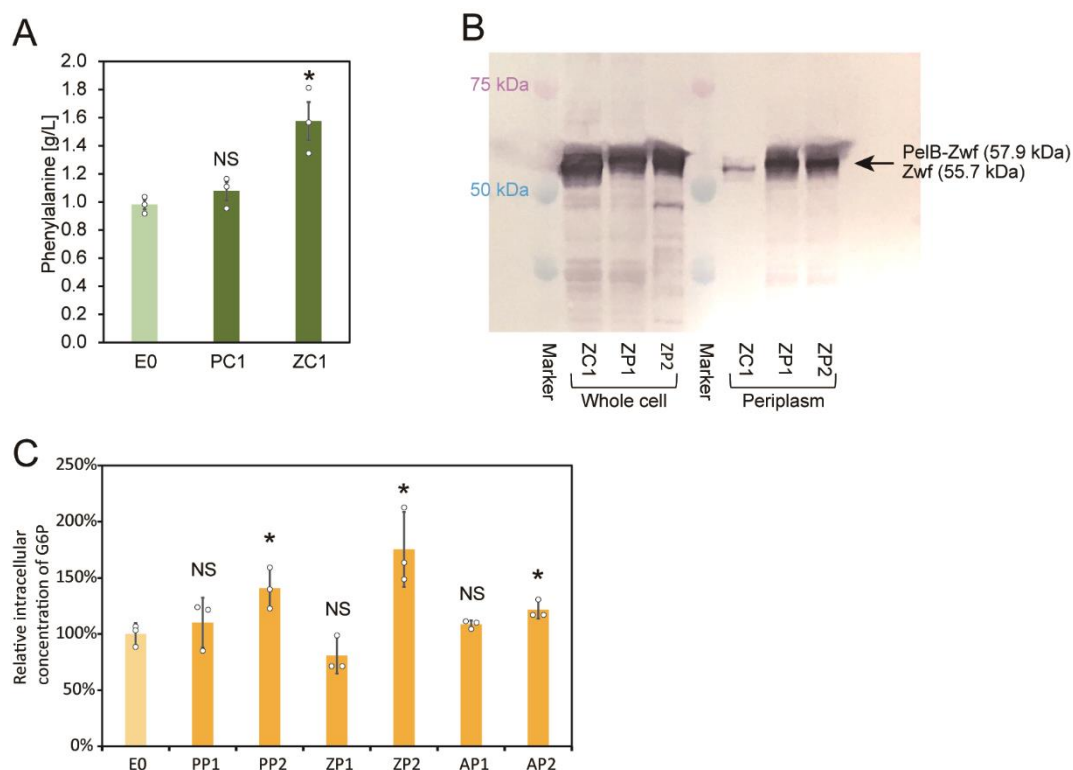 A
Phenylalanine [g/L]
2.0
1.8
1.6
1.4
1.2
1.0
0.8
0.6
0.4
0.2
0.0
NS
*
E0 PC1 ZC1
B
75 kDa
50 kDa
PelB-Zwf (57.9 kDa)
Zwf (55.7 kDa)
Marker ZC1 ZP1 ZP2 Marker ZC1 ZP1 ZP2
Whole cell Periplasm
C
Relative intracellular
concentration of G6P
250%
200%
150%
100%
50%
0%
NS * NS * NS *
E0 PP1 PP2 ZP1 ZP2 AP1 AP2